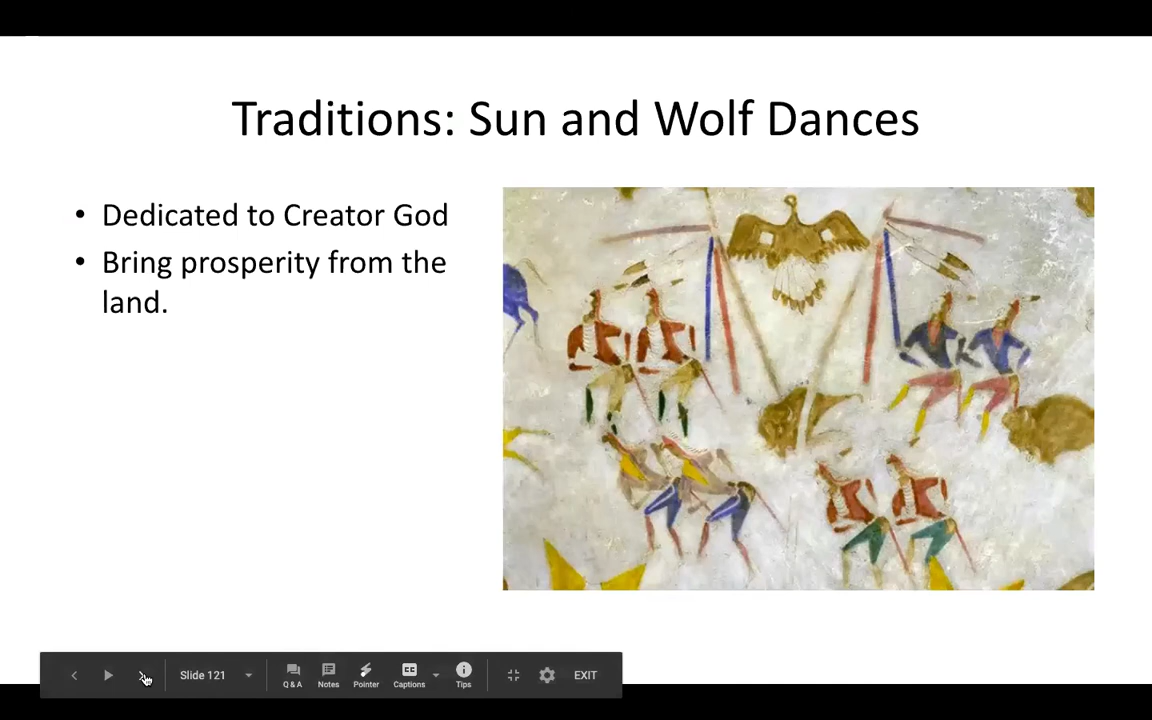 Traditions: Sun and Wolf Dances
• Dedicated to Creator God
• Bring prosperity from the
land.
Slide 121
Q & A
Notes
Pointer
CC
Captions
Tips
EXIT